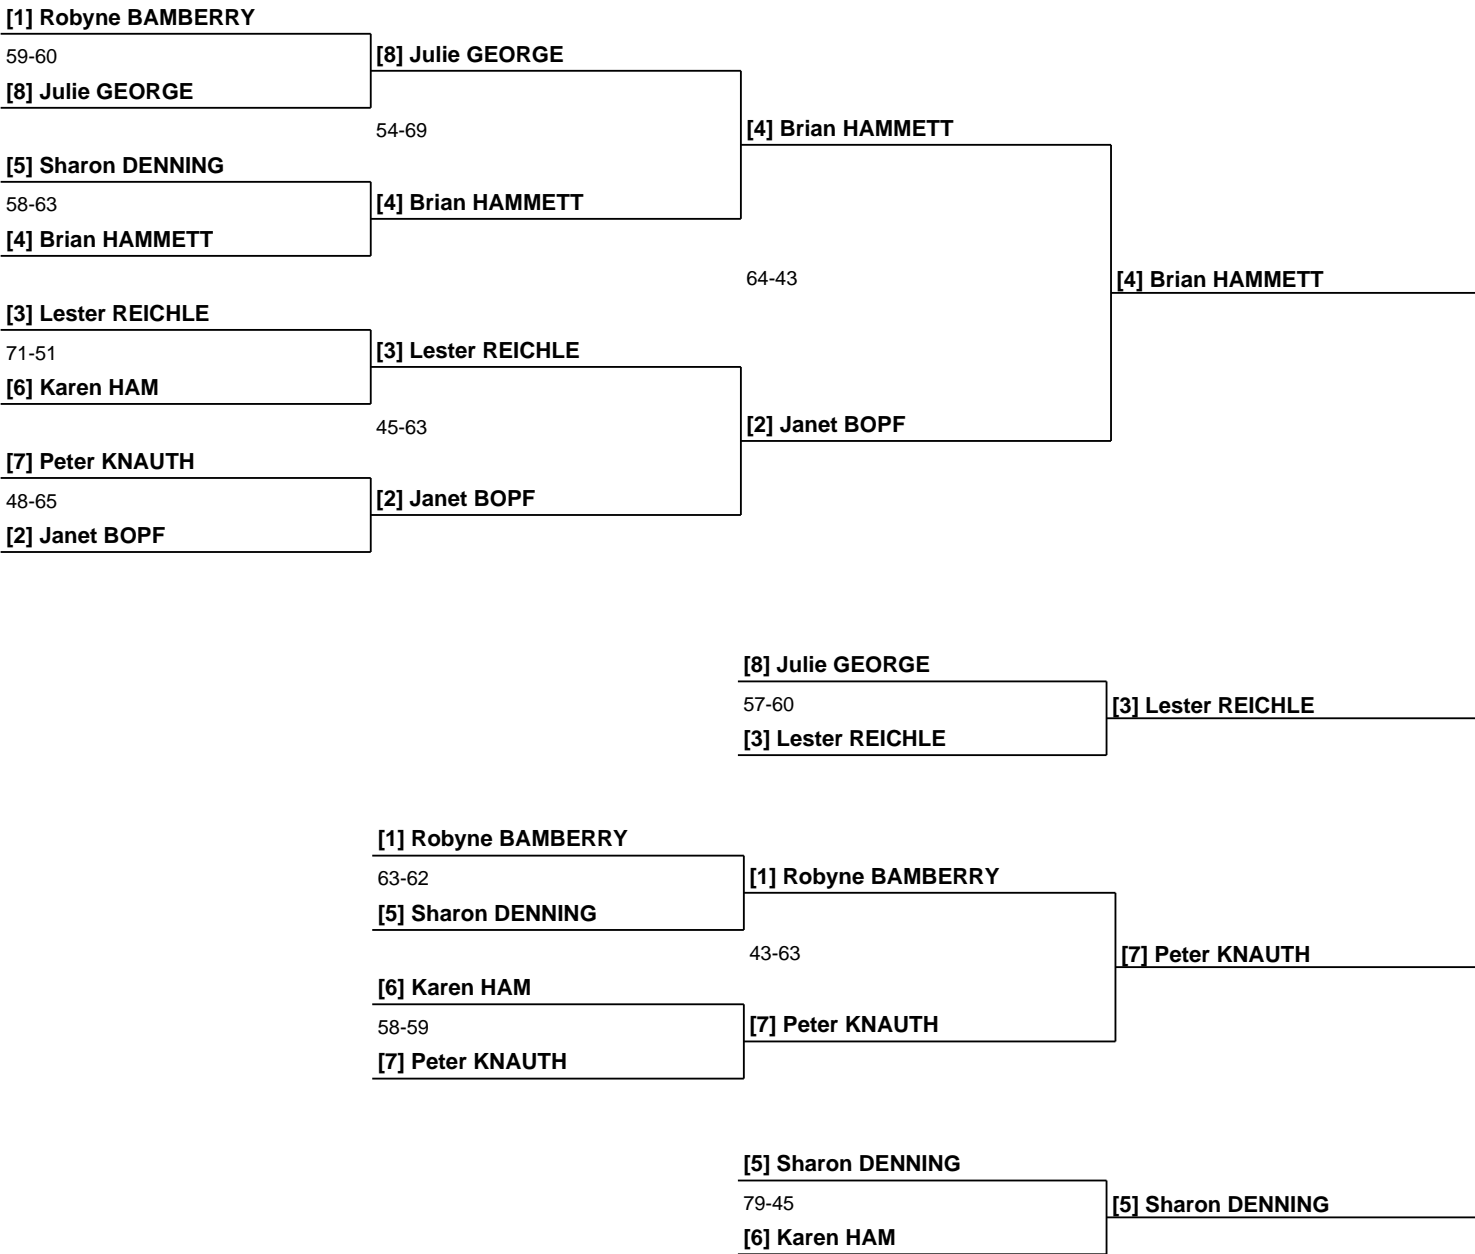 [1] Robyne BAMBERRY
59-60
[8] Julie GEORGE
[8] Julie GEORGE
54-69
[4] Brian HAMMETT
[5] Sharon DENNING
58-63
[4] Brian HAMMETT
[4] Brian HAMMETT
64-43
[4] Brian HAMMETT
[3] Lester REICHLE
71-51
[3] Lester REICHLE
[6] Karen HAM
45-63
[2] Janet BOPF
[7] Peter KNAUTH
48-65
[2] Janet BOPF
[2] Janet BOPF
[8] Julie GEORGE
57-60
[3] Lester REICHLE
[3] Lester REICHLE
[1] Robyne BAMBERRY
63-62
[1] Robyne BAMBERRY
[5] Sharon DENNING
43-63
[7] Peter KNAUTH
[6] Karen HAM
58-59
[7] Peter KNAUTH
[7] Peter KNAUTH
[5] Sharon DENNING
79-45
[5] Sharon DENNING
[6] Karen HAM